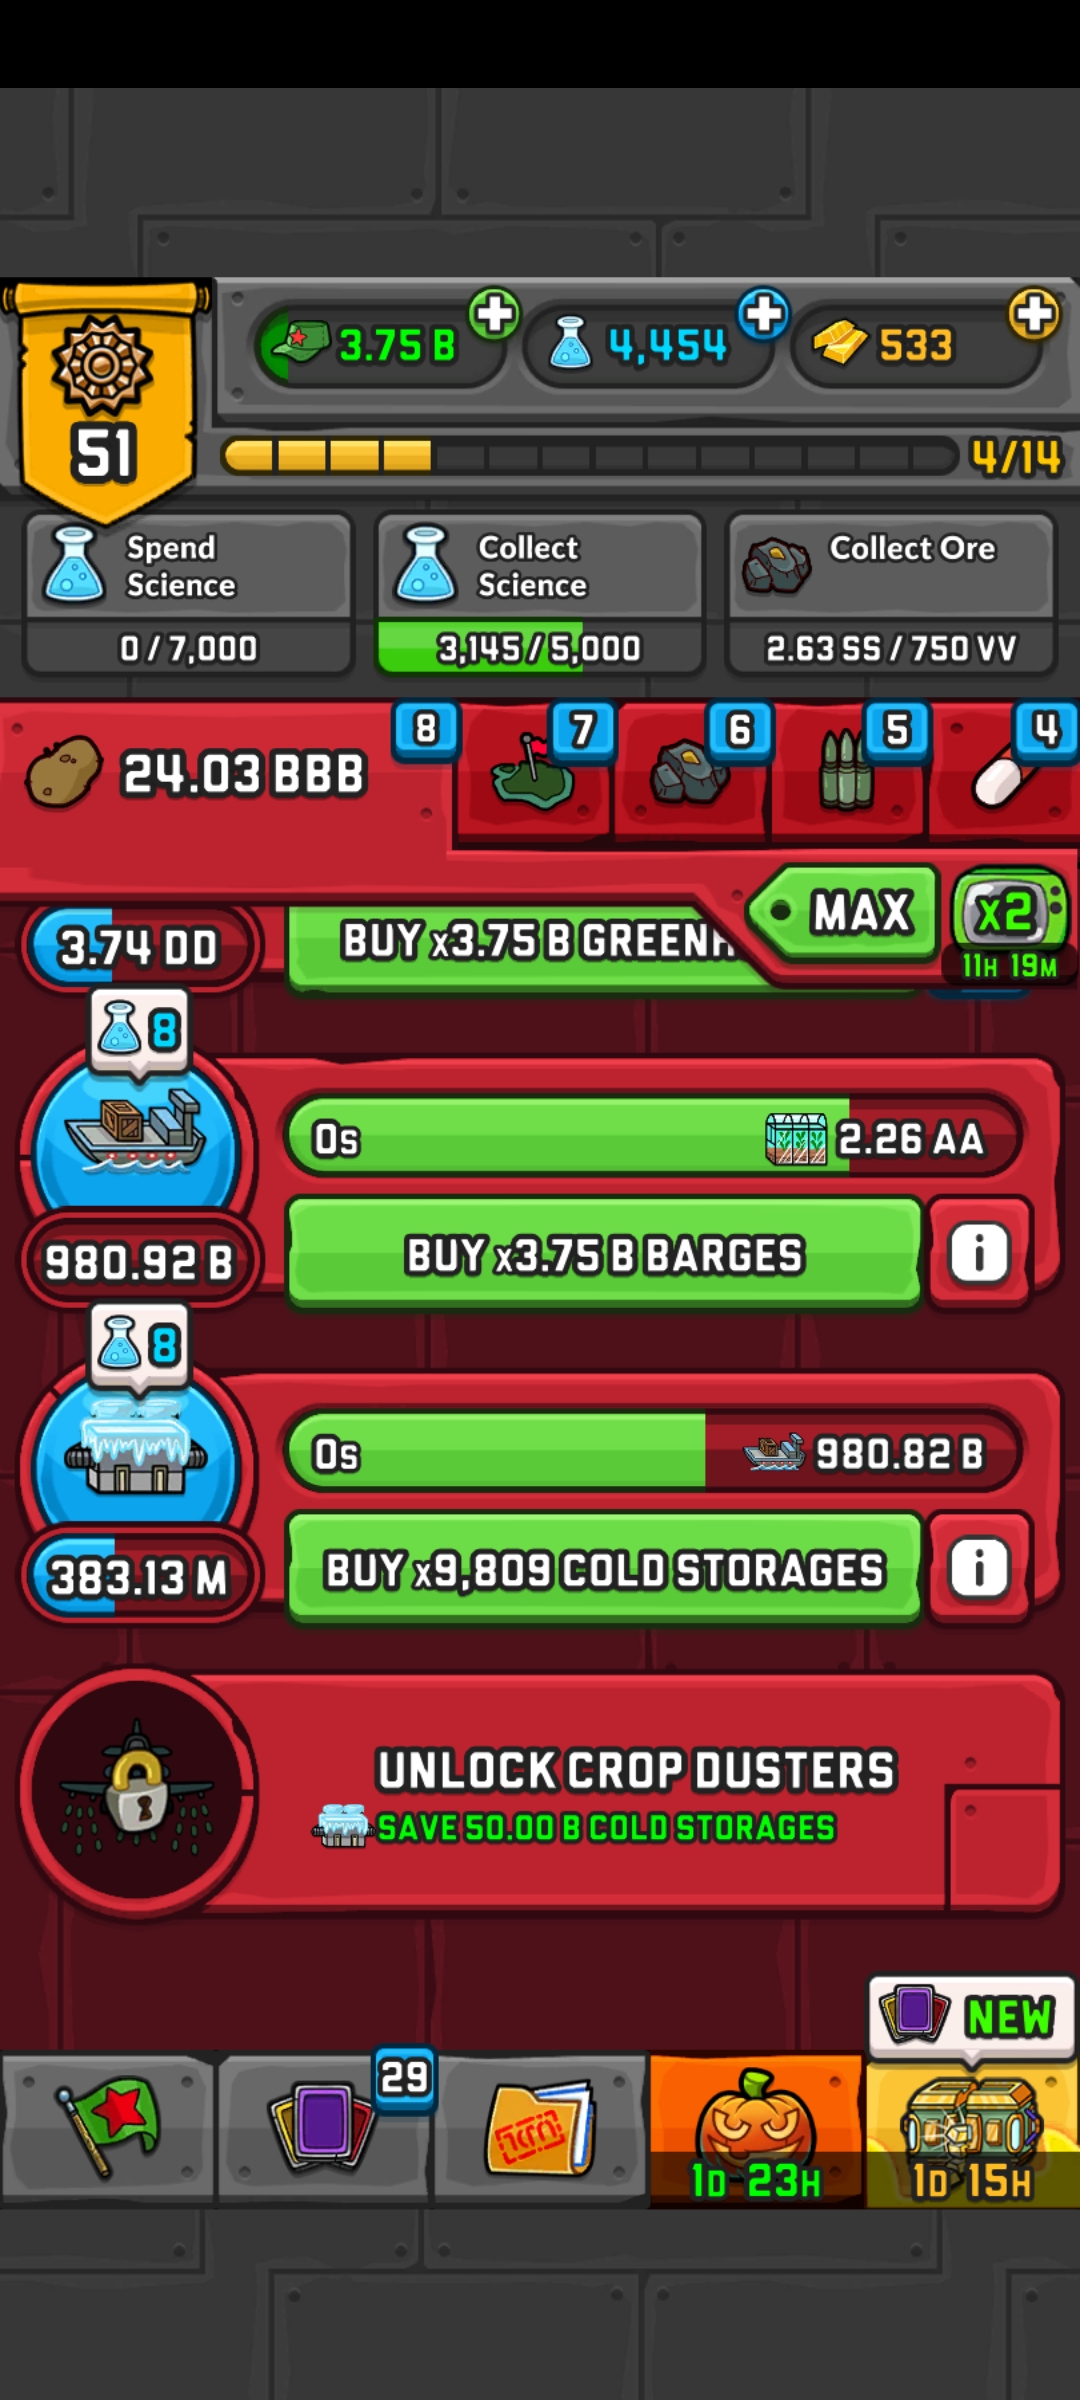 3.75 B
4,454
533
51
4/14
Spend
Science
0 / 7,000
Collect
Science
3,145 / 5,000
Collect Ore
2.63 SS / 750 VV
24.03 BBB
8
7
6
5
4
MAX
x2
11H 19M
3.74 DD
BUY x3.75 B GREENH
8
0s
2.26 AA
980.92 B
BUY x3.75 B BARGES
i
8
0s
980.82 B
383.13 M
BUY x9,809 COLD STORAGES
i
UNLOCK CROP DUSTERS
SAVE 50.00 B COLD STORAGES
NEW
29
1D 23H
1D 15H